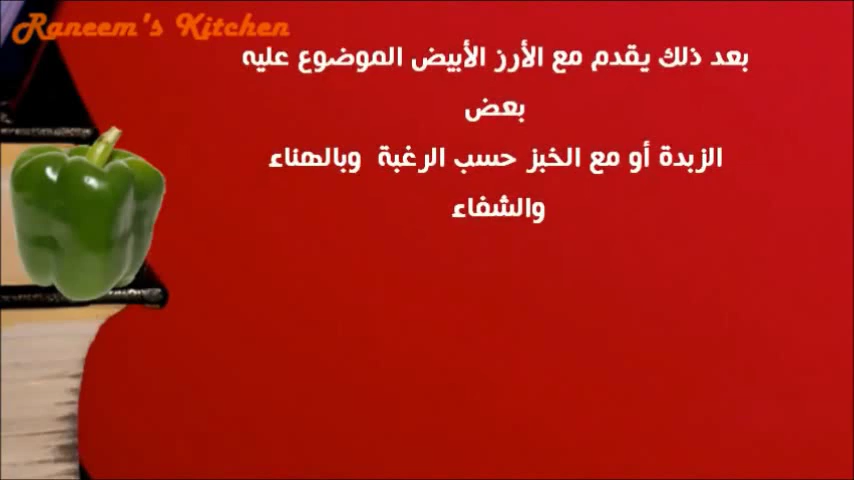 Raneem's Kitchen
بعد ذلك يقدم مع الأرز الأبيض الموضوع عليه
بعض
الزبدة أو مع الخبز حسب الرغبة وبالهناء
والشفاء